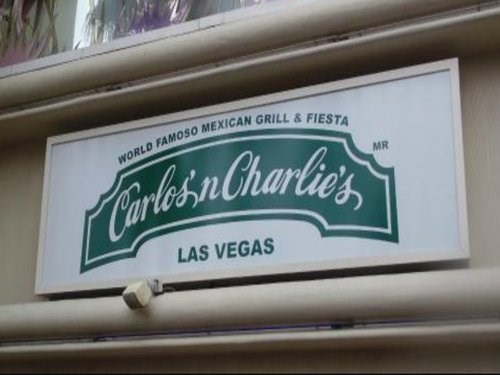 WORLD FAMOSO MEXICAN GRILL & FIESTA
Carlos'n Charlie's
MR
LAS VEGAS